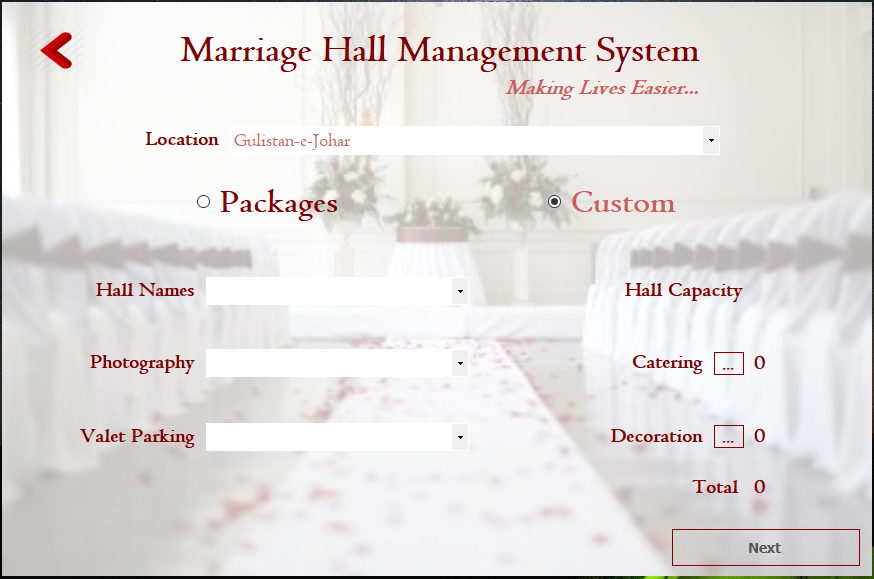 Marriage Hall Management System
Making Lives Easier...
Location Gulistan-e-Johar
Packages Custom
Hall Names Hall Capacity
Photography Catering ... 0
Valet Parking Decoration ... 0
Total 0
Next